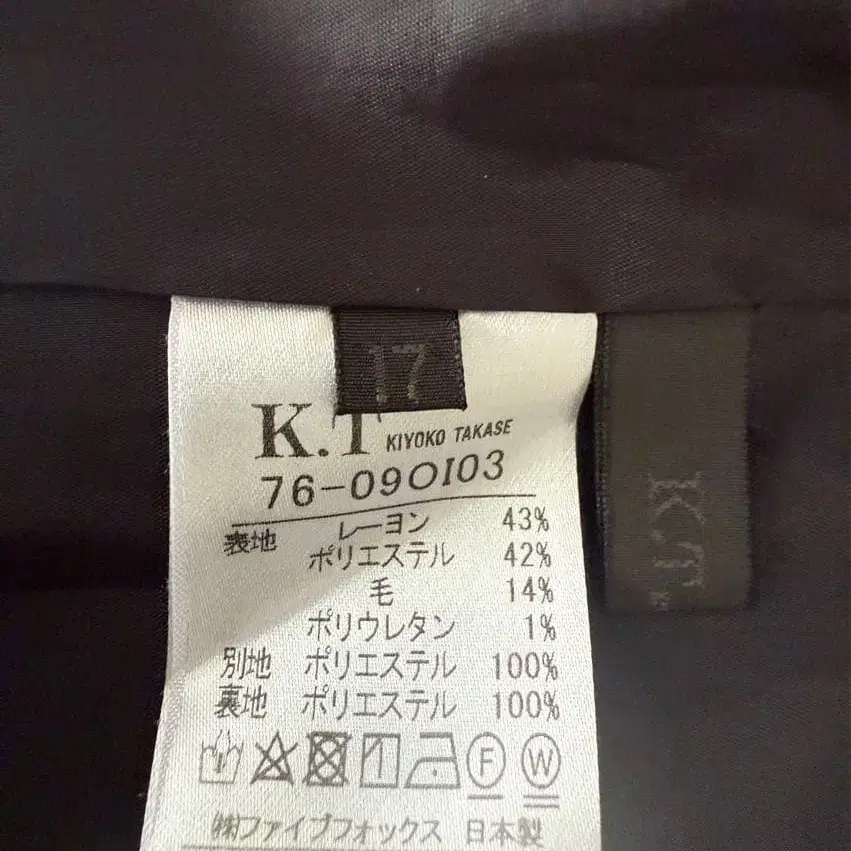 17
K.T KIYOKO TAKASE
76-09OI03
表地 レーヨン 43%
ポリエステル 42%
毛 14%
ポリウレタン 1%
別地 ポリエステル 100%
裏地 ポリエステル 100%
F W
㈱ファイブフォックス 日本製
K.T